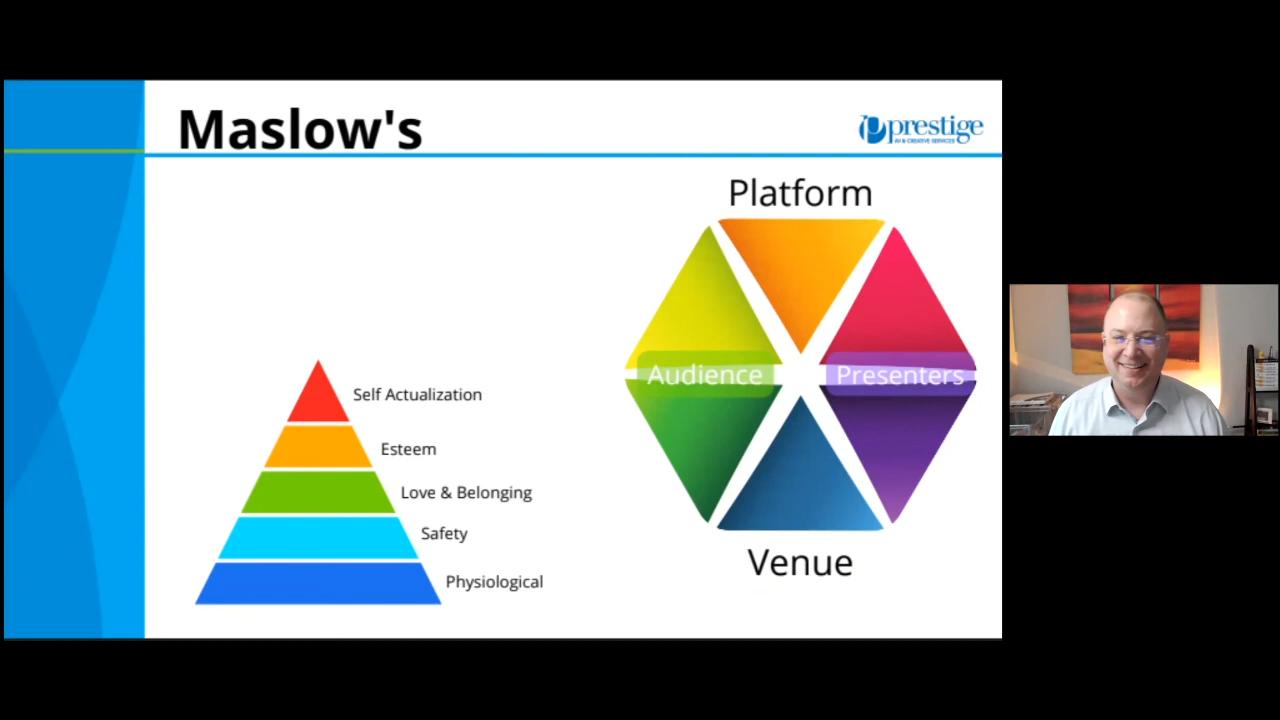 Maslow's
prestige
AV & CREATIVE SERVICES
Platform
Audience
Presenters
Venue
Self Actualization
Esteem
Love & Belonging
Safety
Physiological